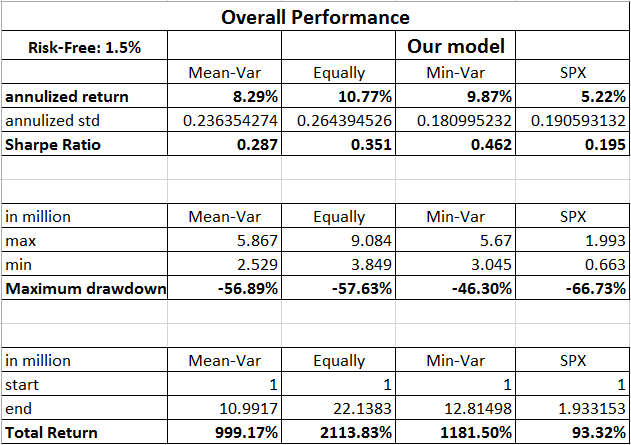 Overall Performance
Risk-Free: 1.5% Our model
Mean-Var Equally Min-Var SPX
annulized return 8.29% 10.77% 9.87% 5.22%
annulized std 0.236354274 0.264394526 0.180995232 0.190593132
Sharpe Ratio 0.287 0.351 0.462 0.195
in million Mean-Var Equally Min-Var SPX
max 5.867 9.084 5.67 1.993
min 2.529 3.849 3.045 0.663
Maximum drawdown -56.89% -57.63% -46.30% -66.73%
in million Mean-Var Equally Min-Var SPX
start 1 1 1 1
end 10.9917 22.1383 12.81498 1.933153
Total Return 999.17% 2113.83% 1181.50% 93.32%